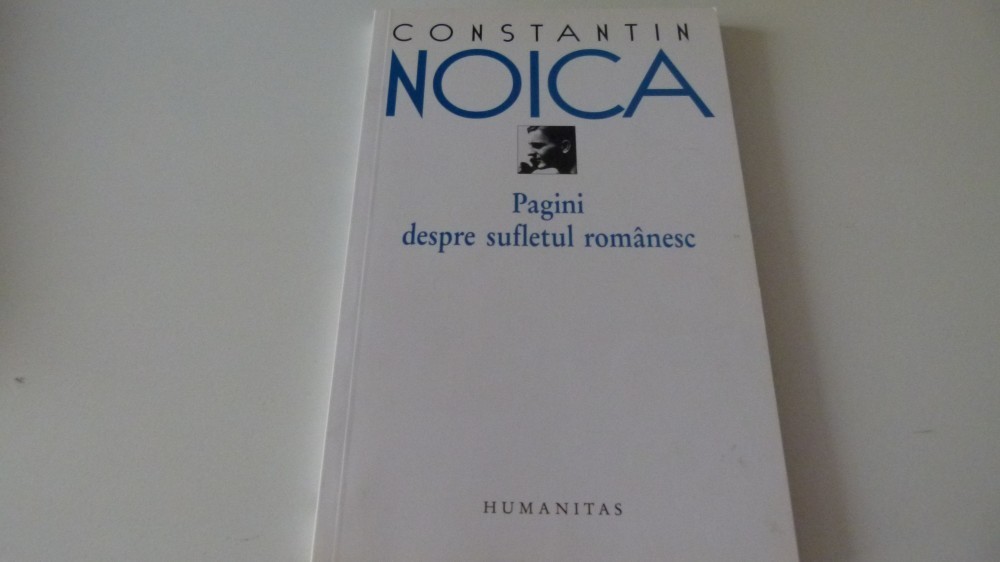 CONSTANTIN
NOICA
Pagini
despre sufletul românesc
HUMANITAS